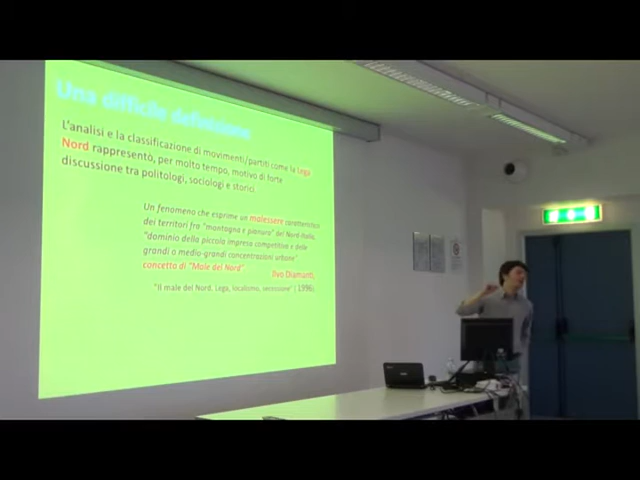 Una difficile definizione
L'analisi e la classificazione di movimenti/partiti come la Lega
Nord rappresentò, per molto tempo, motivo di forte
discussione tra politologi, sociologi e storici.
Un fenomeno che esprime un malessere caratteristico
dei territori fra "montagna e pianura" del Nord-Italia,
"dominio della piccola impresa competitiva e delle
grandi o medio-grandi concentrazioni urbane"
concetto di "Male del Nord"
Ilvo Diamanti,
"Il male del Nord. Lega, localismo, secessione" 1996